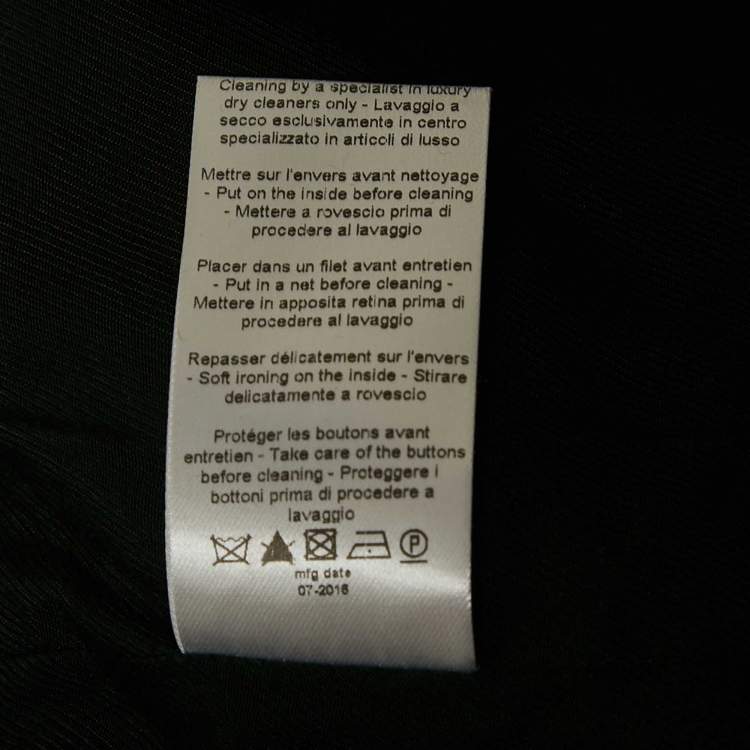 Cleaning by a specialist in luxury
dry cleaners only - Lavaggio a
secco esclusivamente in centro
specializzato in articoli di lusso
Mettre sur l'envers avant nettoyage
- Put on the inside before cleaning
- Mettere a rovescio prima di
procedere al lavaggio
Placer dans un filet avant entretien
- Put in a net before cleaning -
Mettere in apposita retina prima di
procedere al lavaggio
Repasser délicatement sur l'envers
- Soft ironing on the inside - Stirare
delicatamente a rovescio
Protéger les boutons avant
entretien - Take care of the buttons
before cleaning - Proteggere i
bottoni prima di procedere a
lavaggio
P
mfg date
07-2016